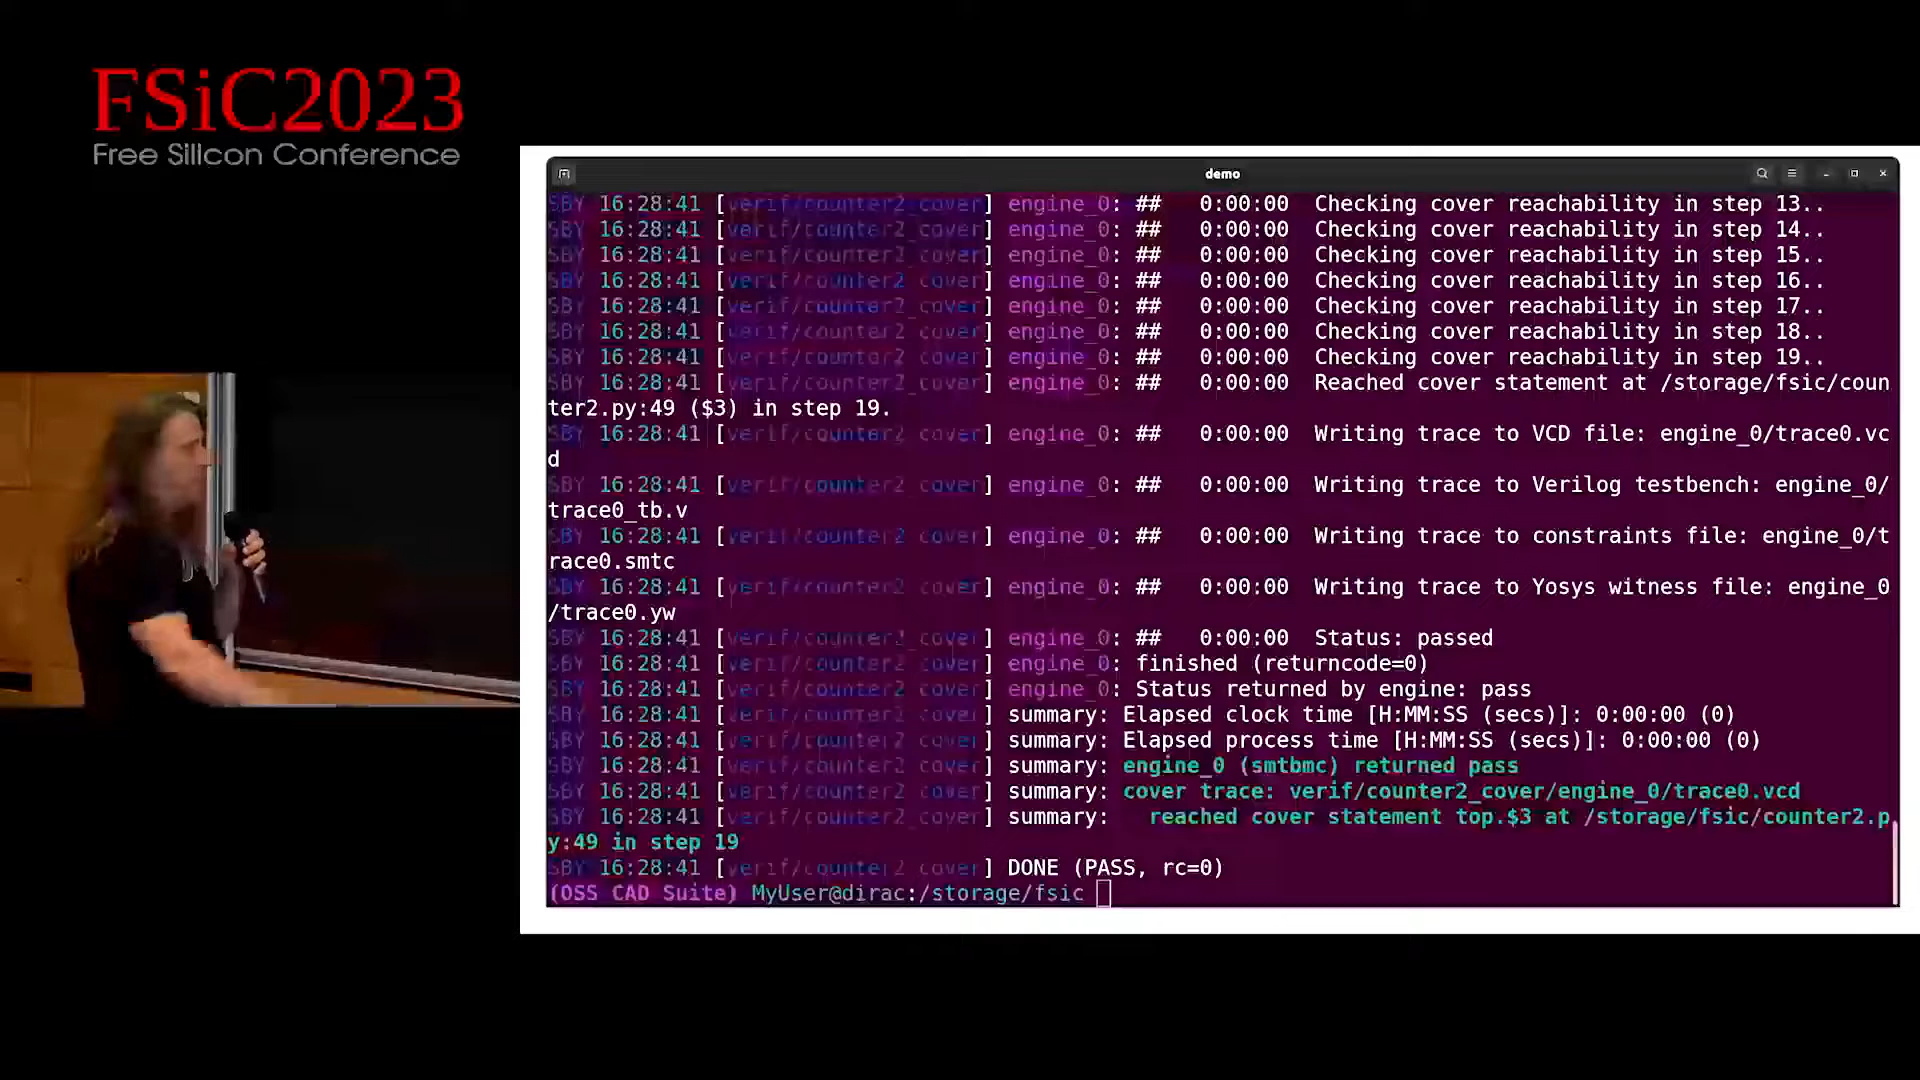 FSiC2023
Free Silicon Conference
demo
SBY 16:28:41 [verif/counter2_cover] engine_0: ##   0:00:00  Checking cover reachability in step 13..
SBY 16:28:41 [verif/counter2_cover] engine_0: ##   0:00:00  Checking cover reachability in step 14..
SBY 16:28:41 [verif/counter2_cover] engine_0: ##   0:00:00  Checking cover reachability in step 15..
SBY 16:28:41 [verif/counter2_cover] engine_0: ##   0:00:00  Checking cover reachability in step 16..
SBY 16:28:41 [verif/counter2_cover] engine_0: ##   0:00:00  Checking cover reachability in step 17..
SBY 16:28:41 [verif/counter2_cover] engine_0: ##   0:00:00  Checking cover reachability in step 18..
SBY 16:28:41 [verif/counter2_cover] engine_0: ##   0:00:00  Checking cover reachability in step 19..
SBY 16:28:41 [verif/counter2_cover] engine_0: ##   0:00:00  Reached cover statement at /storage/fsic/coun
ter2.py:49 ($3) in step 19.
SBY 16:28:41 [verif/counter2_cover] engine_0: ##   0:00:00  Writing trace to VCD file: engine_0/trace0.vc
d
SBY 16:28:41 [verif/counter2_cover] engine_0: ##   0:00:00  Writing trace to Verilog testbench: engine_0/
trace0_tb.v
SBY 16:28:41 [verif/counter2_cover] engine_0: ##   0:00:00  Writing trace to constraints file: engine_0/t
race0.smtc
SBY 16:28:41 [verif/counter2_cover] engine_0: ##   0:00:00  Writing trace to Yosys witness file: engine_0
/trace0.yw
SBY 16:28:41 [verif/counter2_cover] engine_0: ##   0:00:00  Status: passed
SBY 16:28:41 [verif/counter2_cover] engine_0: finished (returncode=0)
SBY 16:28:41 [verif/counter2_cover] engine_0: Status returned by engine: pass
SBY 16:28:41 [verif/counter2_cover] summary: Elapsed clock time [H:MM:SS (secs)]: 0:00:00 (0)
SBY 16:28:41 [verif/counter2_cover] summary: Elapsed process time [H:MM:SS (secs)]: 0:00:00 (0)
SBY 16:28:41 [verif/counter2_cover] summary: engine_0 (smtbmc) returned pass
SBY 16:28:41 [verif/counter2_cover] summary: cover trace: verif/counter2_cover/engine_0/trace0.vcd
SBY 16:28:41 [verif/counter2_cover] summary:   reached cover statement top.$3 at /storage/fsic/counter2.p
y:49 in step 19
SBY 16:28:41 [verif/counter2_cover] DONE (PASS, rc=0)
(OSS CAD Suite) MyUser@dirac:/storage/fsic